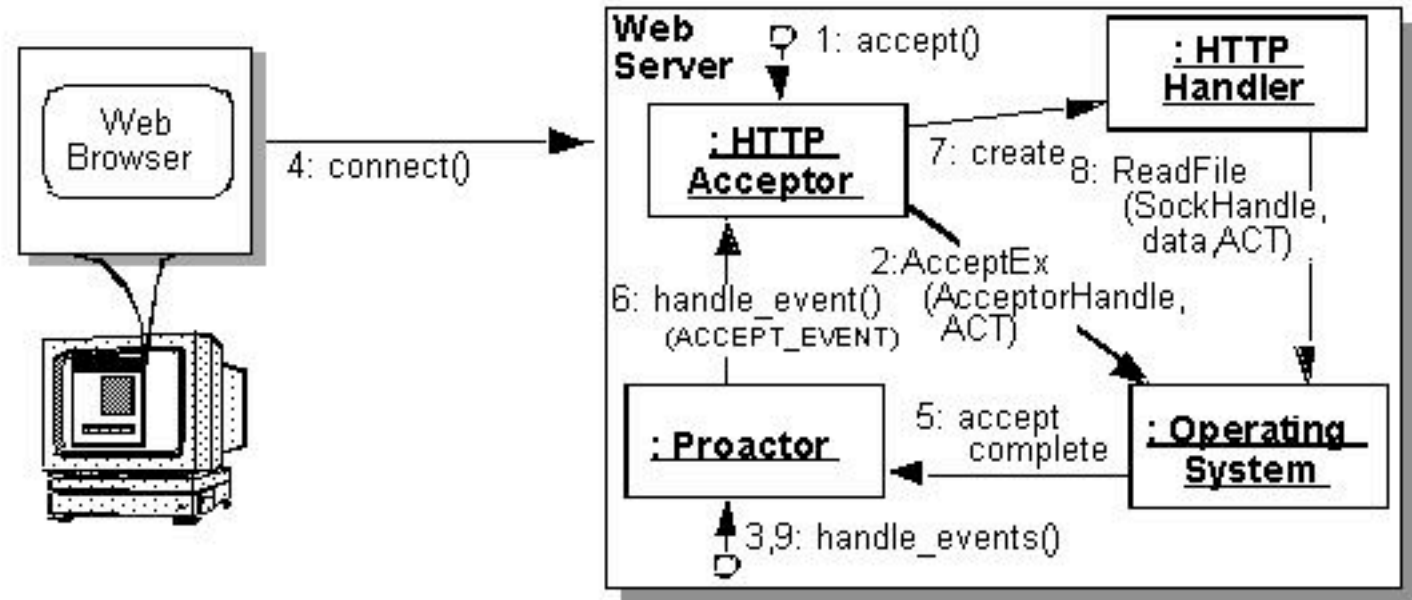 Web
Browser
4: connect()
Web
Server
1: accept()
: HTTP
Handler
: HTTP
Acceptor
7: create
8: ReadFile
(SockHandle,
data,ACT)
2:AcceptEx
(AcceptorHandle,
ACT)
6: handle_event()
(ACCEPT_EVENT)
: Proactor
5: accept
complete
: Operating
System
3,9: handle_events()